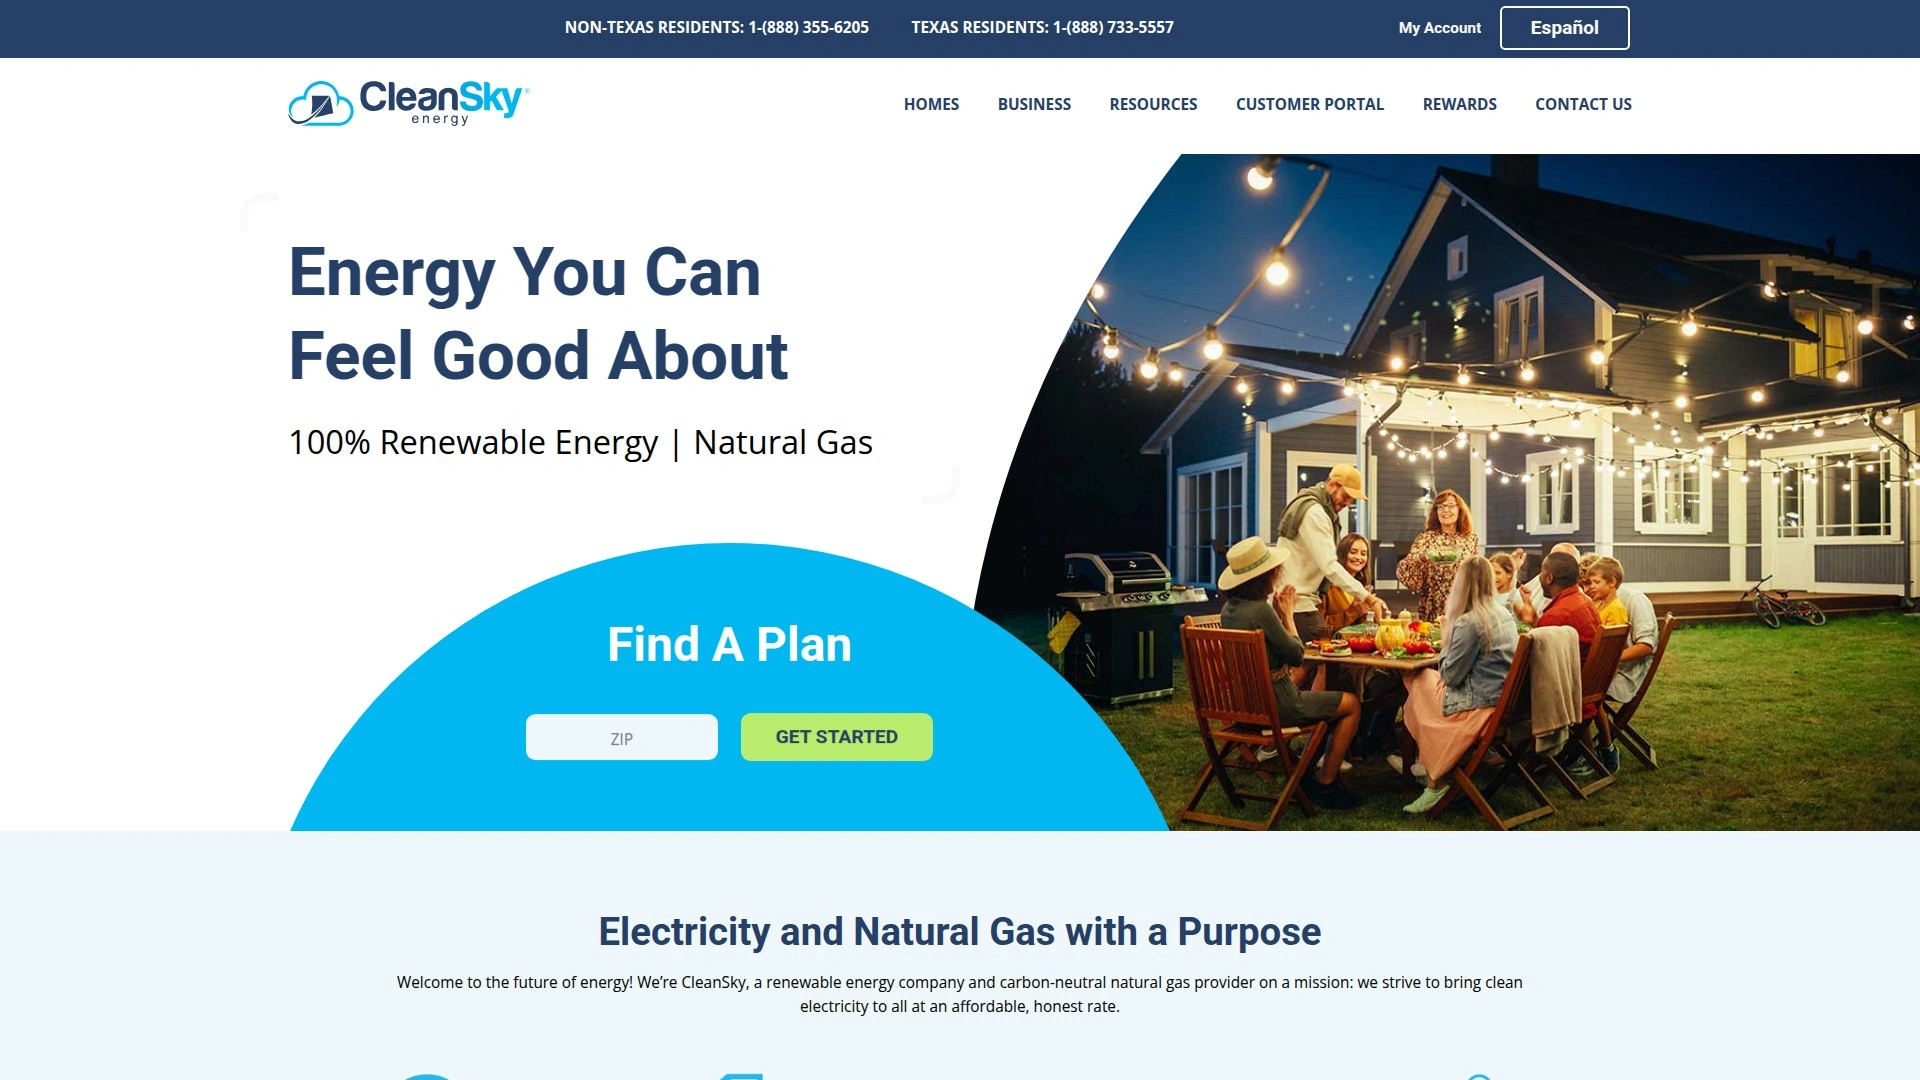 NON-TEXAS RESIDENTS: 1-(888) 355-6205
TEXAS RESIDENTS: 1-(888) 733-5557
My Account
Español
CleanSky
energy
HOMES
BUSINESS
RESOURCES
CUSTOMER PORTAL
REWARDS
CONTACT US
Energy You Can
Feel Good About
100% Renewable Energy | Natural Gas
Find A Plan
ZIP
GET STARTED
Electricity and Natural Gas with a Purpose
Welcome to the future of energy! We’re CleanSky, a renewable energy company and carbon-neutral natural gas provider on a mission: we strive to bring clean
electricity to all at an affordable, honest rate.